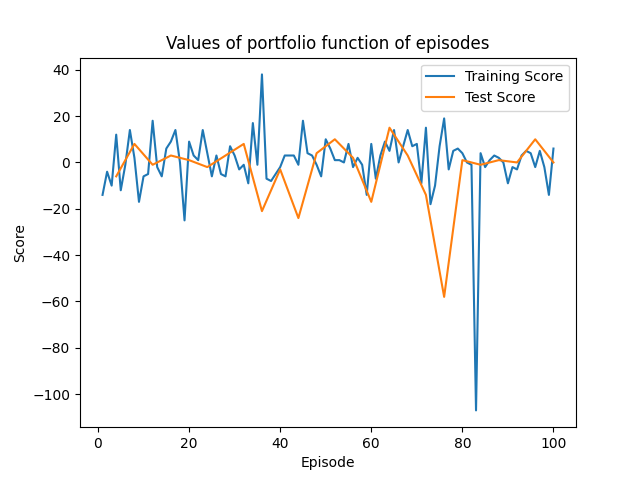 Values of portfolio function of episodes
Training Score
Test Score
40
20
0
−20
−40
−60
−80
−100
Score
0 20 40 60 80 100
Episode